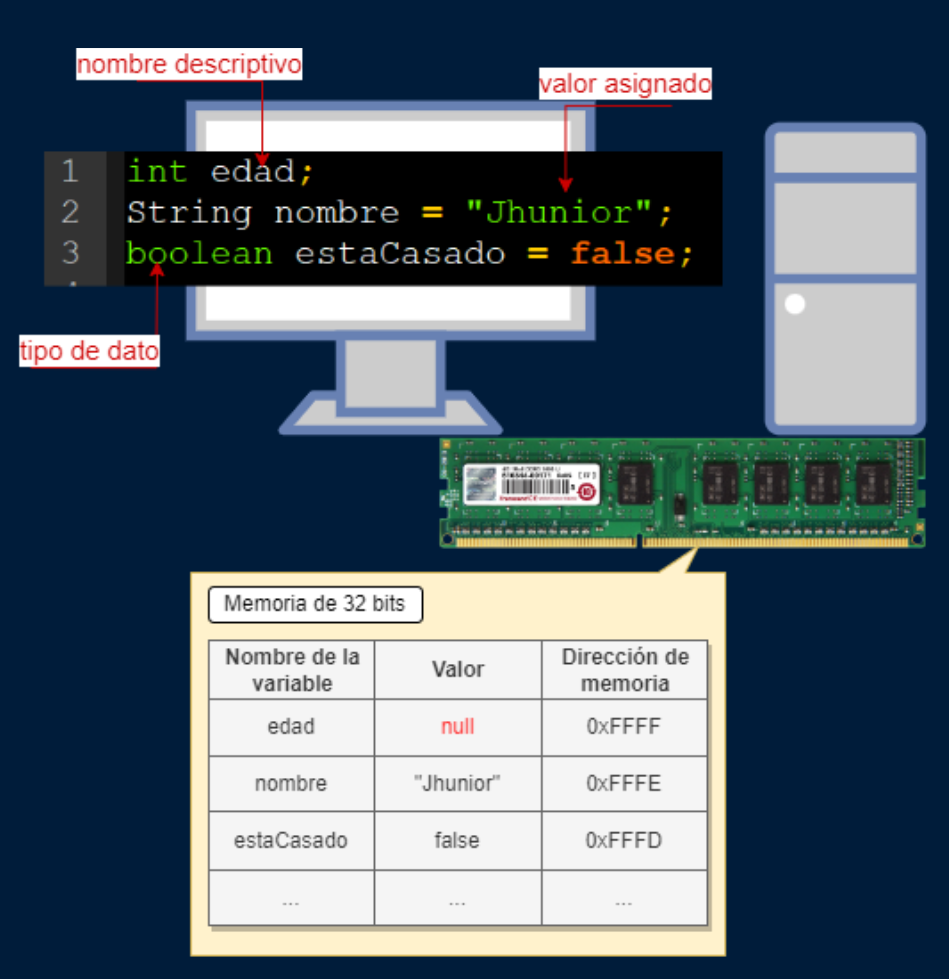 nombre descriptivo
valor asignado
1 int edad;
2 String nombre = "Jhunior";
3 boolean estaCasado = false;
tipo de dato
Memoria de 32 bits
Nombre de la variable
Valor
Dirección de memoria
edad
null
0xFFFF
nombre
"Jhunior"
0xFFFE
estaCasado
false
0xFFFD
...
...
...